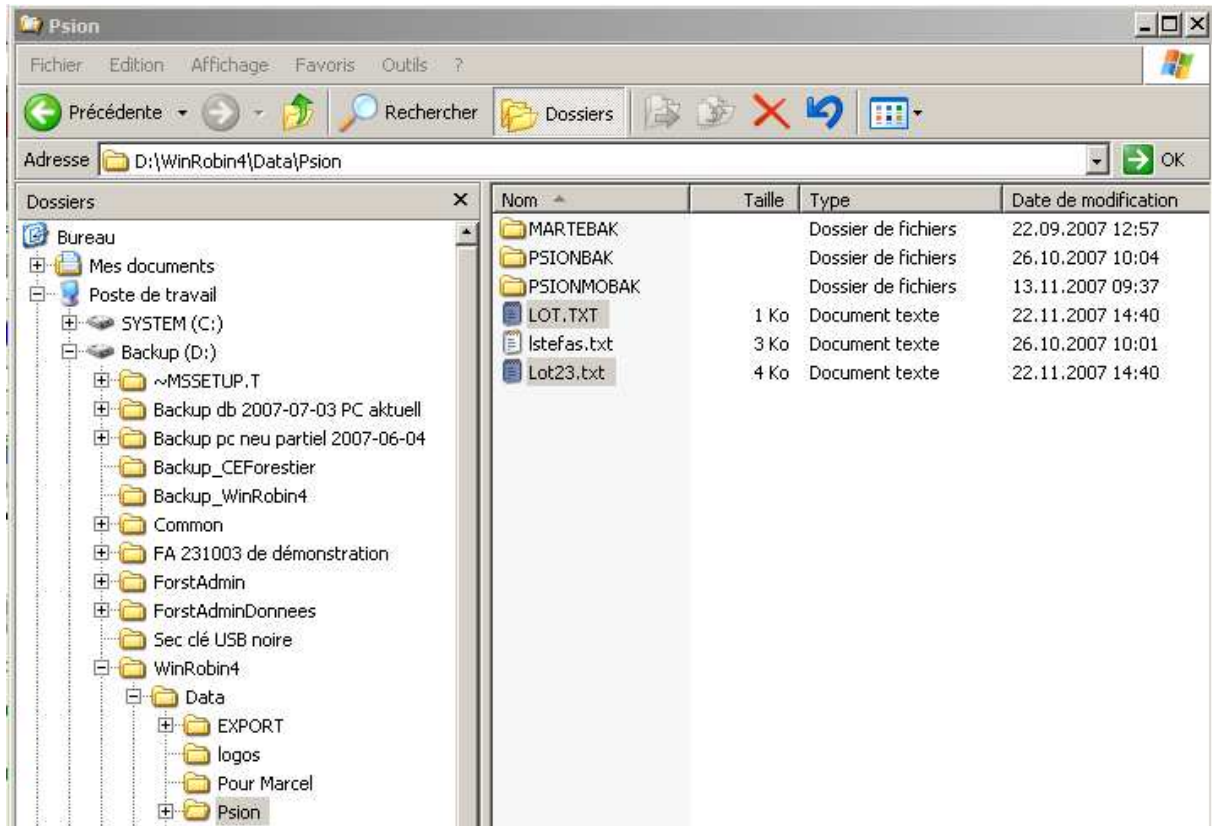 Psion
Fichier Edition Affichage Favoris Outils ?
Précédente Rechercher Dossiers
Adresse D:\WinRobin4\Data\Psion OK
Dossiers
Bureau
Mes documents
Poste de travail
SYSTEM (C:)
Backup (D:)
~MSSETUP.T
Backup db 2007-07-03 PC aktuell
Backup pc neu partiel 2007-06-04
Backup_CEForestier
Backup_WinRobin4
Common
FA 231003 de démonstration
ForstAdmin
ForstAdminDonnees
Sec clé USB noire
WinRobin4
Data
EXPORT
logos
Pour Marcel
Psion
Nom Taille Type Date de modification
MARTEBAK Dossier de fichiers 22.09.2007 12:57
PSIONBAK Dossier de fichiers 26.10.2007 10:04
PSIONMOBAK Dossier de fichiers 13.11.2007 09:37
LOT.TXT 1 Ko Document texte 22.11.2007 14:40
lstefas.txt 3 Ko Document texte 26.10.2007 10:01
Lot23.txt 4 Ko Document texte 22.11.2007 14:40